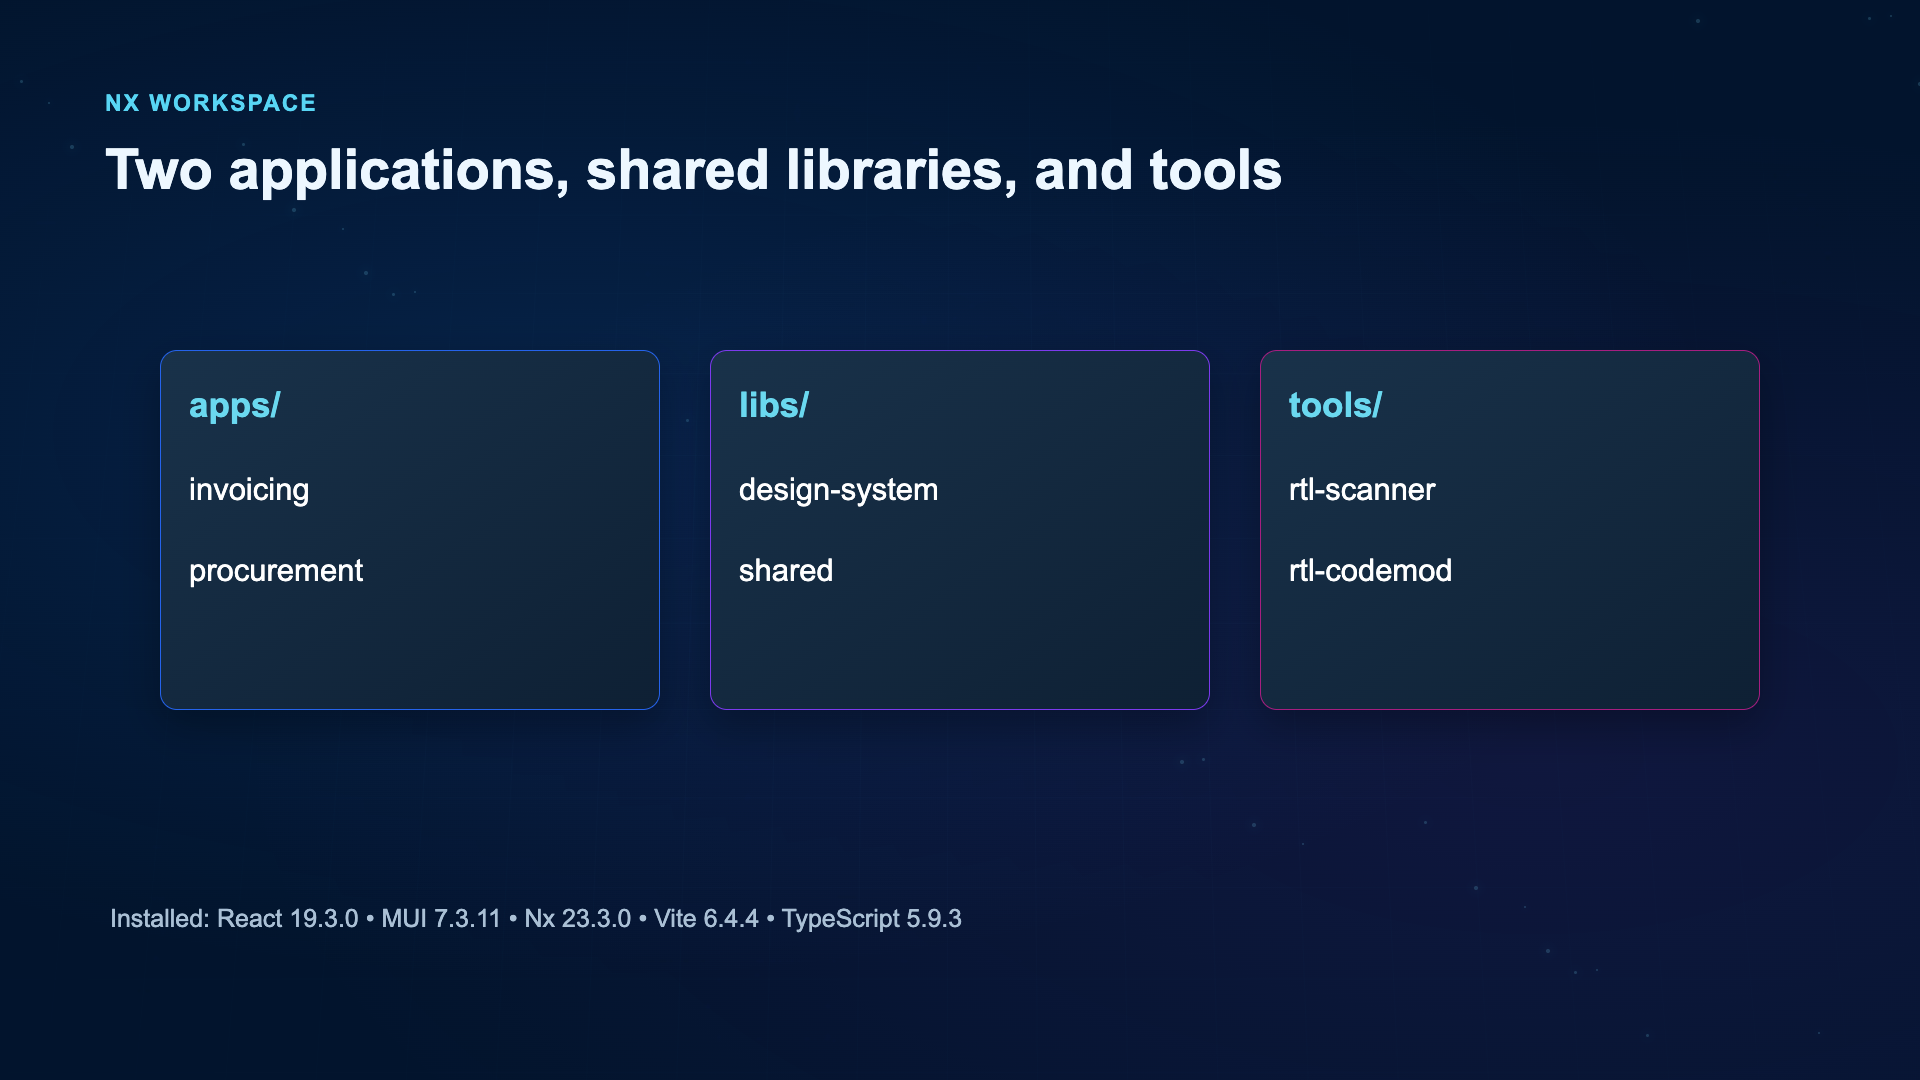 NX WORKSPACE
Two applications, shared libraries, and tools
apps/
invoicing
procurement
libs/
design-system
shared
tools/
rtl-scanner
rtl-codemod
Installed: React 19.3.0 • MUI 7.3.11 • Nx 23.3.0 • Vite 6.4.4 • TypeScript 5.9.3